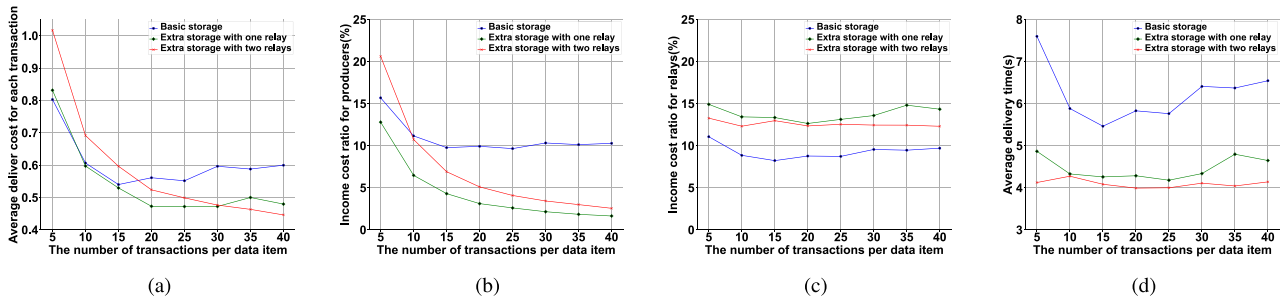 Average deliver cost for each transaction
1.0
0.9
0.8
0.7
0.6
0.5
0.4
Basic storage
Extra storage with one relay
Extra storage with two relays
5 10 15 20 25 30 35 40
The number of transactions per data item
(a)
Income cost ratio for producers(%)
25
20
15
10
5
0
Basic storage
Extra storage with one relay
Extra storage with two relays
5 10 15 20 25 30 35 40
The number of transactions per data item
(b)
Income cost ratio for relays(%)
25
20
15
10
5
0
Basic storage
Extra storage with one relay
Extra storage with two relays
5 10 15 20 25 30 35 40
The number of transactions per data item
(c)
Average delivery time(s)
8
7
6
5
4
3
Basic storage
Extra storage with one relay
Extra storage with two relays
5 10 15 20 25 30 35 40
The number of transactions per data item
(d)